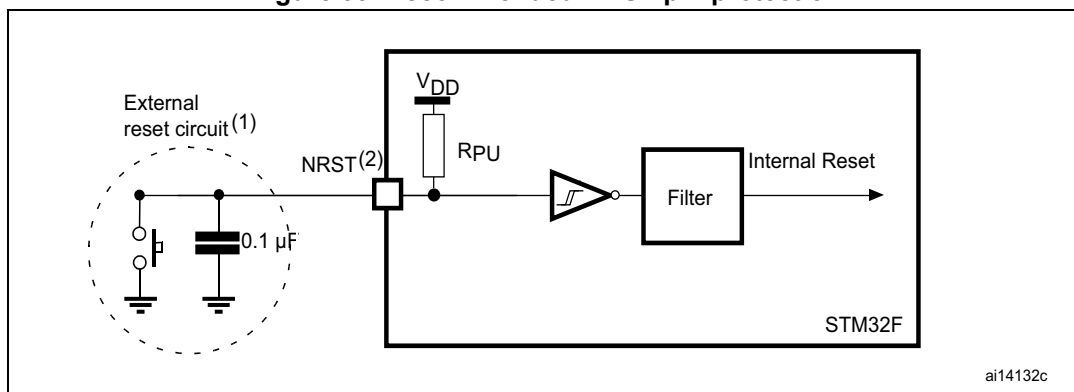 External
reset circuit(1)
VDD
NRST(2)
RPU
0.1 μF
Filter
Internal Reset
STM32F
ai14132c